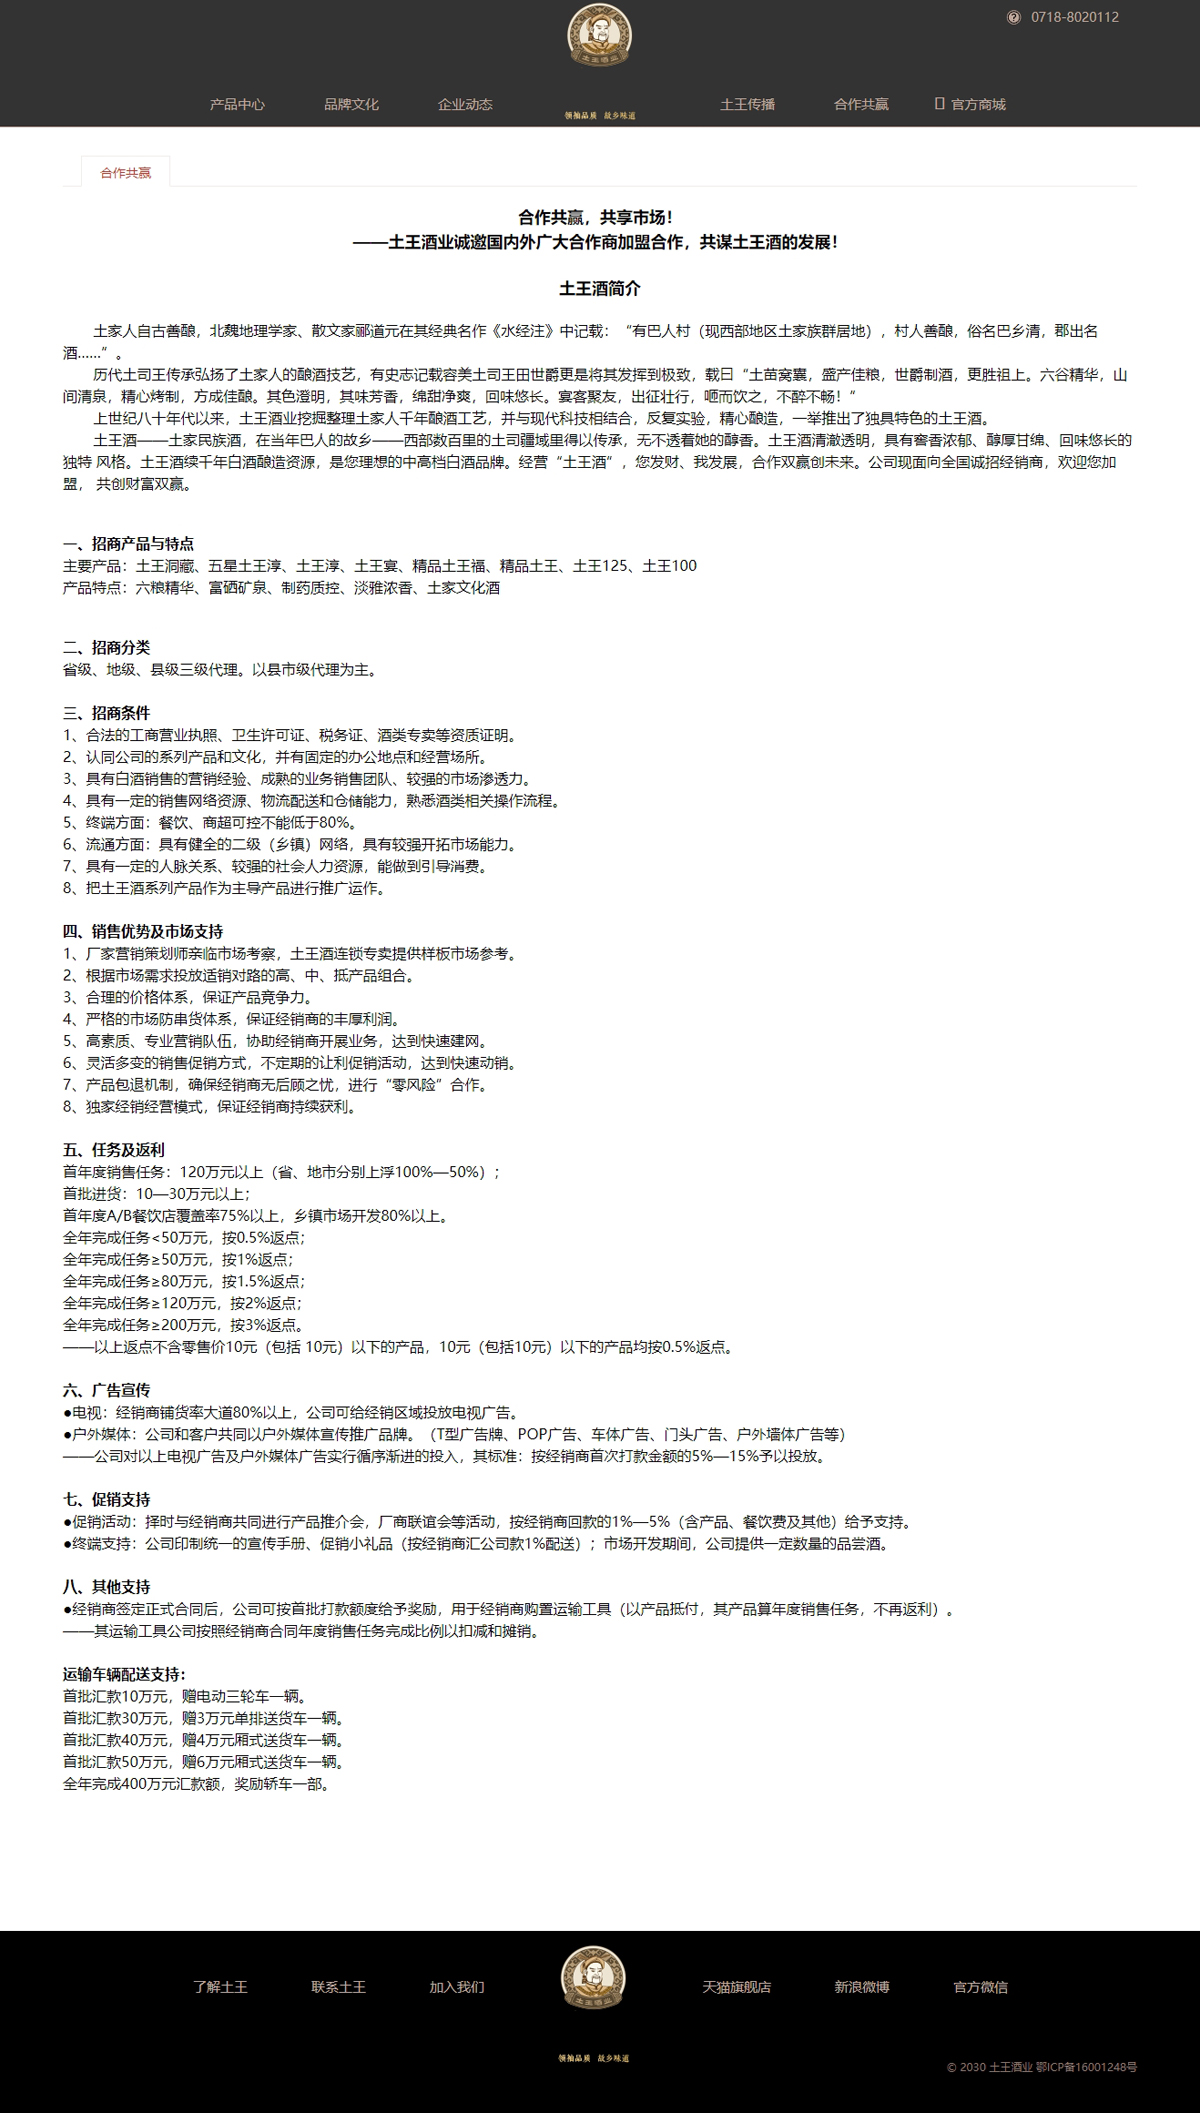 0718-8020112
土王酒业
产品中心 品牌文化 企业动态 土王传播 合作共赢 官方商城
领袖品质 故乡味道
合作共赢
合作共赢，共享市场！
——土王酒业诚邀国内外广大合作商加盟合作，共谋土王酒的发展！
土王酒简介
土家人自古善酿，北魏地理学家、散文家郦道元在其经典名作《水经注》中记载：“有巴人村（现西部地区土家族群居地），村人善酿，俗名巴乡清，郡出名
酒......”。
历代土司王传承弘扬了土家人的酿酒技艺，有史志记载容美土司王田世爵更是将其发挥到极致，载曰“土苗窝囊，盛产佳粮，世爵制酒，更胜祖上。六谷精华，山
间清泉，精心烤制，方成佳酿。其色澄明，其味芳香，绵甜净爽，回味悠长。宴客聚友，出征壮行，咂而饮之，不醉不畅！”
上世纪八十年代以来，土王酒业挖掘整理土家人千年酿酒工艺，并与现代科技相结合，反复实验，精心酿造，一举推出了独具特色的土王酒。
土王酒——土家民族酒，在当年巴人的故乡——西部数百里的土司疆域里得以传承，无不透着她的醇香。土王酒清澈透明，具有窖香浓郁、醇厚甘绵、回味悠长的
独特 风格。土王酒续千年白酒酿造资源，是您理想的中高档白酒品牌。经营“土王酒”，您发财、我发展，合作双赢创未来。公司现面向全国诚招经销商，欢迎您加
盟， 共创财富双赢。
一、招商产品与特点
主要产品：土王洞藏、五星土王淳、土王淳、土王宴、精品土王福、精品土王、土王125、土王100
产品特点：六粮精华、富硒矿泉、制药质控、淡雅浓香、土家文化酒
二、招商分类
省级、地级、县级三级代理。以县市级代理为主。
三、招商条件
1、合法的工商营业执照、卫生许可证、税务证、酒类专卖等资质证明。
2、认同公司的系列产品和文化，并有固定的办公地点和经营场所。
3、具有白酒销售的营销经验、成熟的业务销售团队、较强的市场渗透力。
4、具有一定的销售网络资源、物流配送和仓储能力，熟悉酒类相关操作流程。
5、终端方面：餐饮、商超可控不能低于80%。
6、流通方面：具有健全的二级（乡镇）网络，具有较强开拓市场能力。
7、具有一定的人脉关系、较强的社会人力资源，能做到引导消费。
8、把土王酒系列产品作为主导产品进行推广运作。
四、销售优势及市场支持
1、厂家营销策划师亲临市场考察，土王酒连锁专卖提供样板市场参考。
2、根据市场需求投放适销对路的高、中、抵产品组合。
3、合理的价格体系，保证产品竞争力。
4、严格的市场防串货体系，保证经销商的丰厚利润。
5、高素质、专业营销队伍，协助经销商开展业务，达到快速建网。
6、灵活多变的销售促销方式，不定期的让利促销活动，达到快速动销。
7、产品包退机制，确保经销商无后顾之忧，进行“零风险”合作。
8、独家经销经营模式，保证经销商持续获利。
五、任务及返利
首年度销售任务：120万元以上（省、地市分别上浮100%—50%）；
首批进货：10—30万元以上；
首年度A/B餐饮店覆盖率75%以上，乡镇市场开发80%以上。
全年完成任务<50万元，按0.5%返点；
全年完成任务≥50万元，按1%返点；
全年完成任务≥80万元，按1.5%返点；
全年完成任务≥120万元，按2%返点；
全年完成任务≥200万元，按3%返点。
——以上返点不含零售价10元（包括 10元）以下的产品，10元（包括10元）以下的产品均按0.5%返点。
六、广告宣传
●电视：经销商铺货率大道80%以上，公司可给经销区域投放电视广告。
●户外媒体：公司和客户共同以户外媒体宣传推广品牌。（T型广告牌、POP广告、车体广告、门头广告、户外墙体广告等）
——公司对以上电视广告及户外媒体广告实行循序渐进的投入，其标准：按经销商首次打款金额的5%—15%予以投放。
七、促销支持
●促销活动：择时与经销商共同进行产品推介会，厂商联谊会等活动，按经销商回款的1%—5%（含产品、餐饮费及其他）给予支持。
●终端支持：公司印制统一的宣传手册、促销小礼品（按经销商汇公司款1%配送）；市场开发期间，公司提供一定数量的品尝酒。
八、其他支持
●经销商签定正式合同后，公司可按首批打款额度给予奖励，用于经销商购置运输工具（以产品抵付，其产品算年度销售任务，不再返利）。
——其运输工具公司按照经销商合同年度销售任务完成比例以扣减和摊销。
运输车辆配送支持：
首批汇款10万元，赠电动三轮车一辆。
首批汇款30万元，赠3万元单排送货车一辆。
首批汇款40万元，赠4万元厢式送货车一辆。
首批汇款50万元，赠6万元厢式送货车一辆。
全年完成400万元汇款额，奖励轿车一部。
土王酒业
了解土王 联系土王 加入我们 天猫旗舰店 新浪微博 官方微信
领袖品质 故乡味道
© 2030 土王酒业 鄂ICP备16001248号